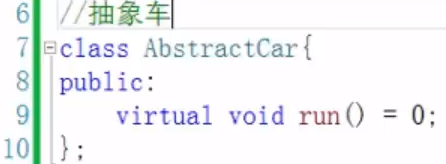 6 //抽象车
7 class AbstractCar{
8 public:
9     virtual void run() = 0;
10 };